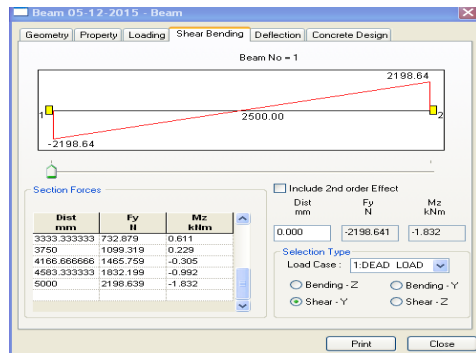 Beam 05-12-2015 - Beam
Geometry Property Loading Shear Bending Deflection Concrete Design
Beam No = 1
2198.64
1 2
2500.00
-2198.64
Section Forces
Dist mm Fy N Mz kNm
3333.333333 732.879 0.611
3750 1099.319 0.229
4166.666666 1465.759 -0.305
4583.333333 1832.199 -0.992
5000 2198.639 -1.832
Include 2nd order Effect
Dist mm Fy N Mz kNm
0.000 -2198.641 -1.832
Selection Type
Load Case : 1:DEAD LOAD
Bending - Z Bending - Y
Shear - Y Shear - Z
Print Close